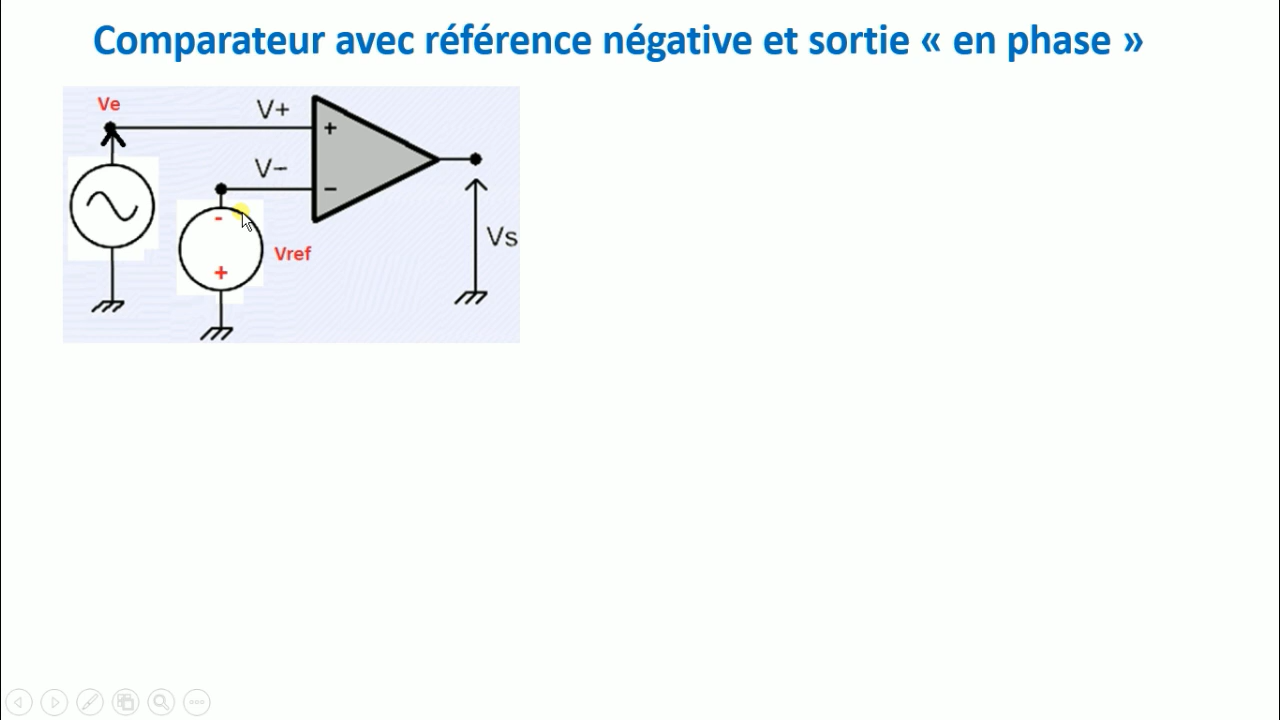 Comparateur avec référence négative et sortie « en phase »
Ve
V+
+
V−
−
-
+
Vref
Vs